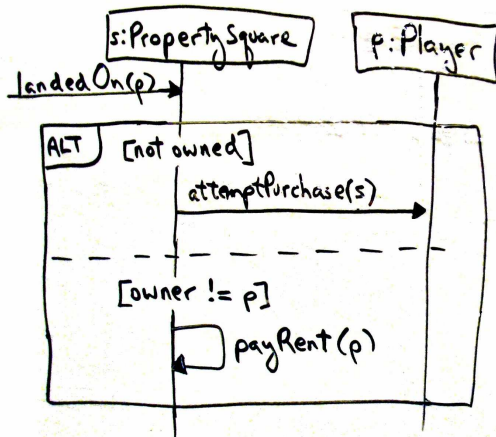 s:PropertySquare
p:Player
landedOn(p)
ALT
[not owned]
attemptPurchase(s)
[owner != p]
payRent(p)